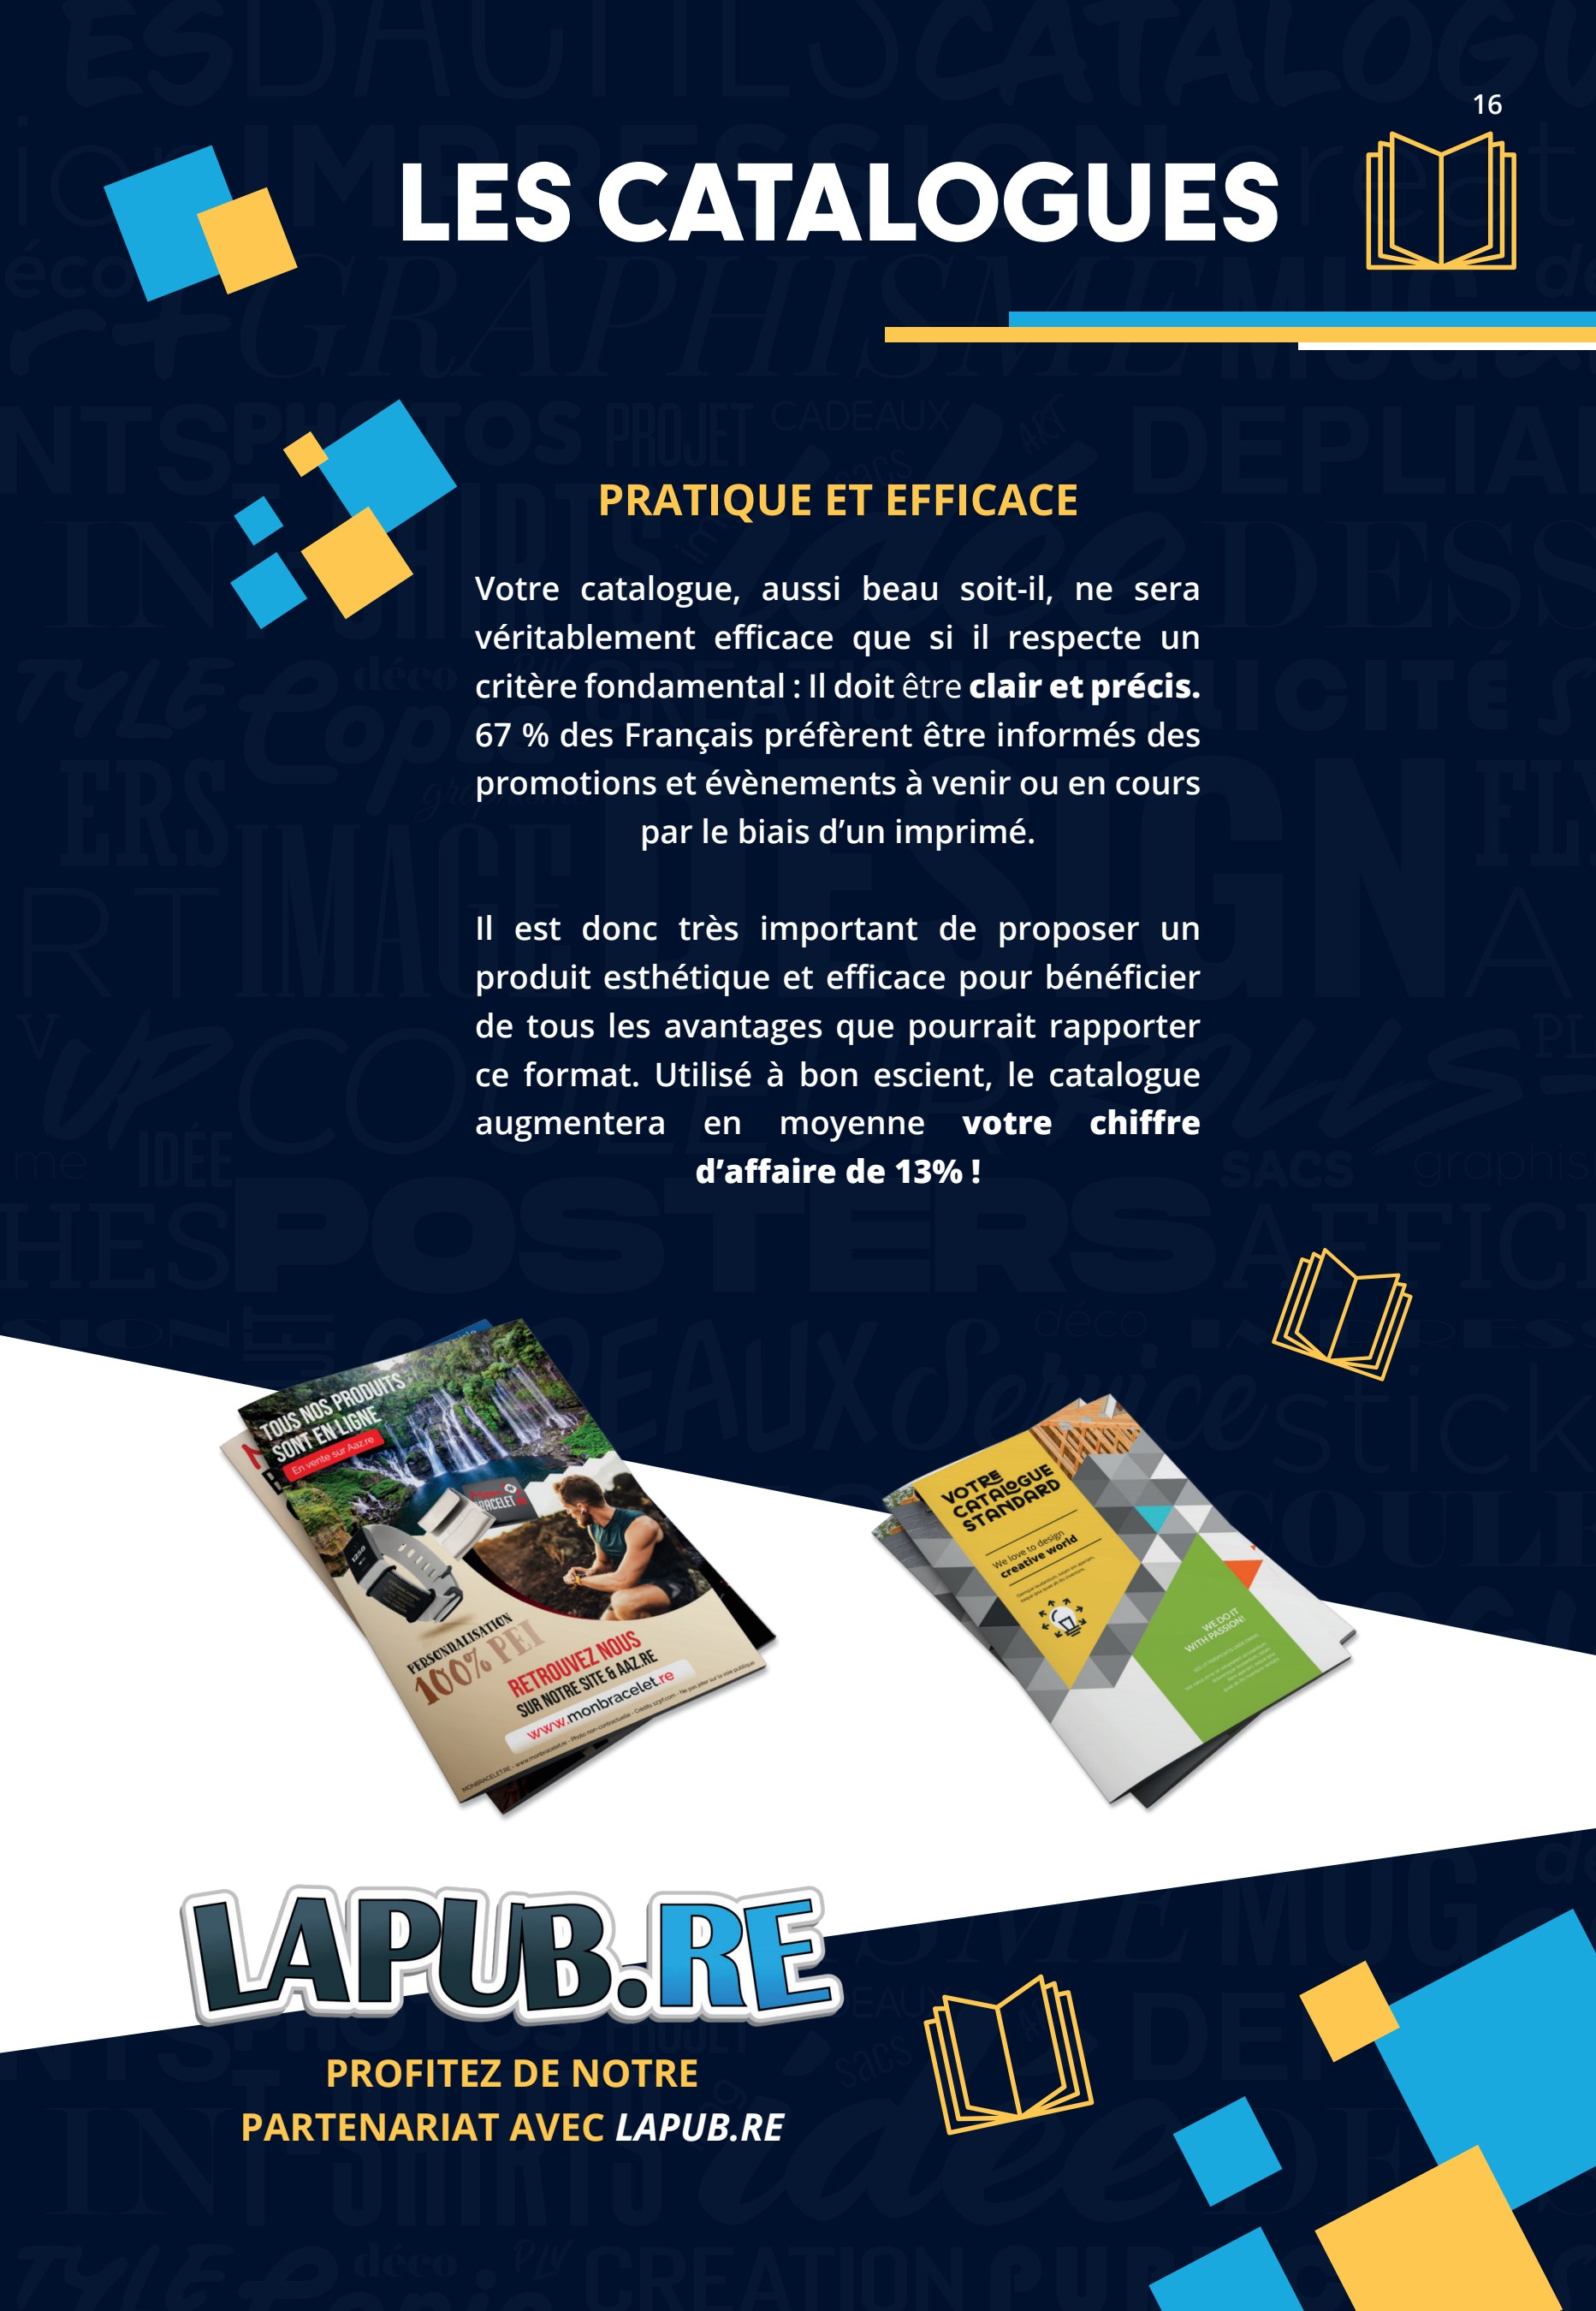 16
LES CATALOGUES
PRATIQUE ET EFFICACE
Votre catalogue, aussi beau soit-il, ne sera
véritablement efficace que si il respecte un
critère fondamental : Il doit être clair et précis.
67 % des Français préfèrent être informés des
promotions et évènements à venir ou en cours
par le biais d’un imprimé.
Il est donc très important de proposer un
produit esthétique et efficace pour bénéficier
de tous les avantages que pourrait rapporter
ce format. Utilisé à bon escient, le catalogue
augmentera en moyenne votre chiffre
d’affaire de 13% !
TOUS NOS PRODUITS
SONT EN LIGNE
En vente sur Aaz.re
BRACELET
PERSONNALISATION
100% PEI
RETROUVEZ NOUS
SUR NOTRE SITE & AAZ.RE
www.monbracelet.re
VOTRE
CATALOGUE
STANDARD
We love to design
creative world
WE DO IT
WITH PASSION!
LAPUB.RE
PROFITEZ DE NOTRE
PARTENARIAT AVEC LAPUB.RE